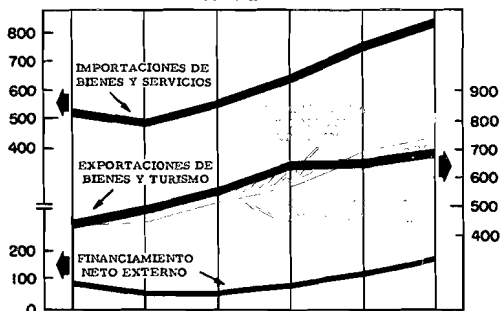 800
700
600
500
400
200
100
0
IMPORTACIONES DE
BIENES Y SERVICIOS
EXPORTACIONES DE
BIENES Y TURISMO
FINANCIAMIENTO
NETO EXTERNO
900
800
700
600
500
400